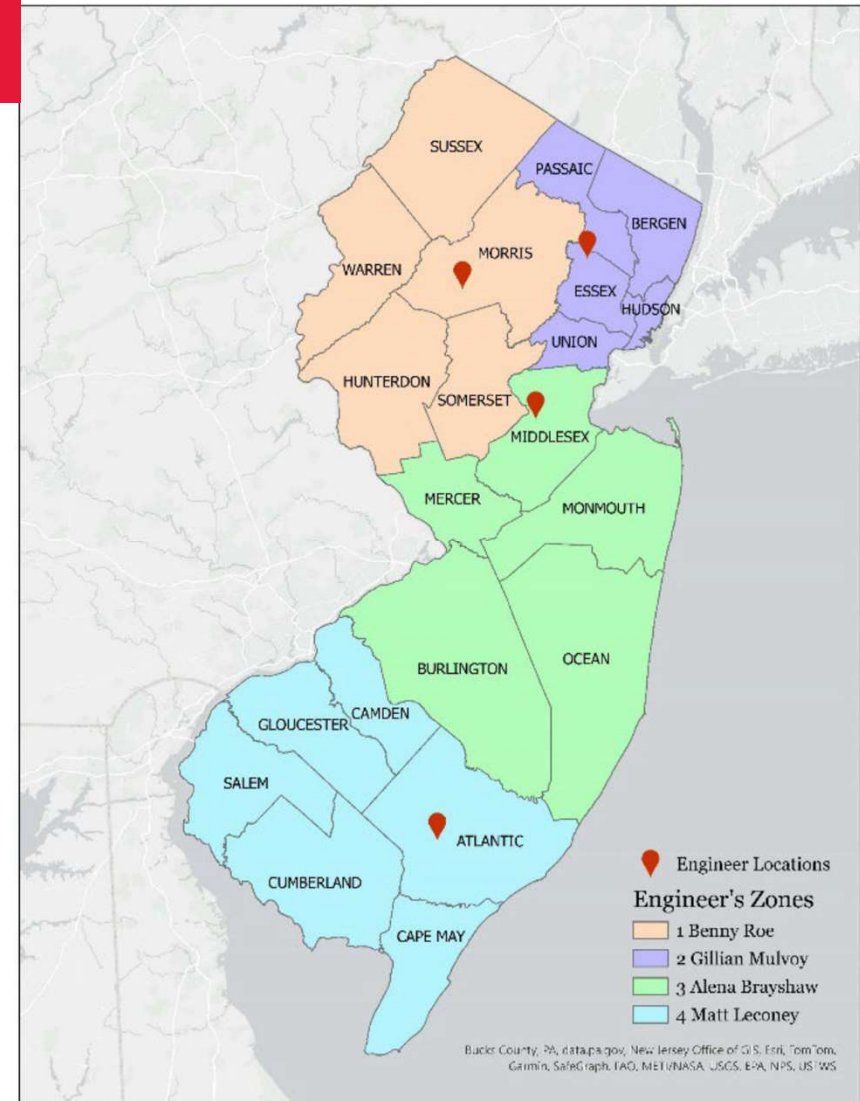 SUSSEX
PASSAIC
BERGEN
MORRIS
WARREN
ESSEX
HUDSON
UNION
HUNTERDON
SOMERSET
MIDDLESEX
MERCER
MONMOUTH
OCEAN
BURLINGTON
CAMDEN
GLOUCESTER
SALEM
ATLANTIC
CUMBERLAND
CAPE MAY
Engineer Locations
Engineer's Zones
1 Benny Roe
2 Gillian Mulvoy
3 Alena Brayshaw
4 Matt Leconey
Bucks County, PA, data.pa.gov, New Jersey Office of GIS, Esri, TomTom,
Garmin, SafeGraph, FAO, METI/NASA, USGS, EPA, NPS, USFWS